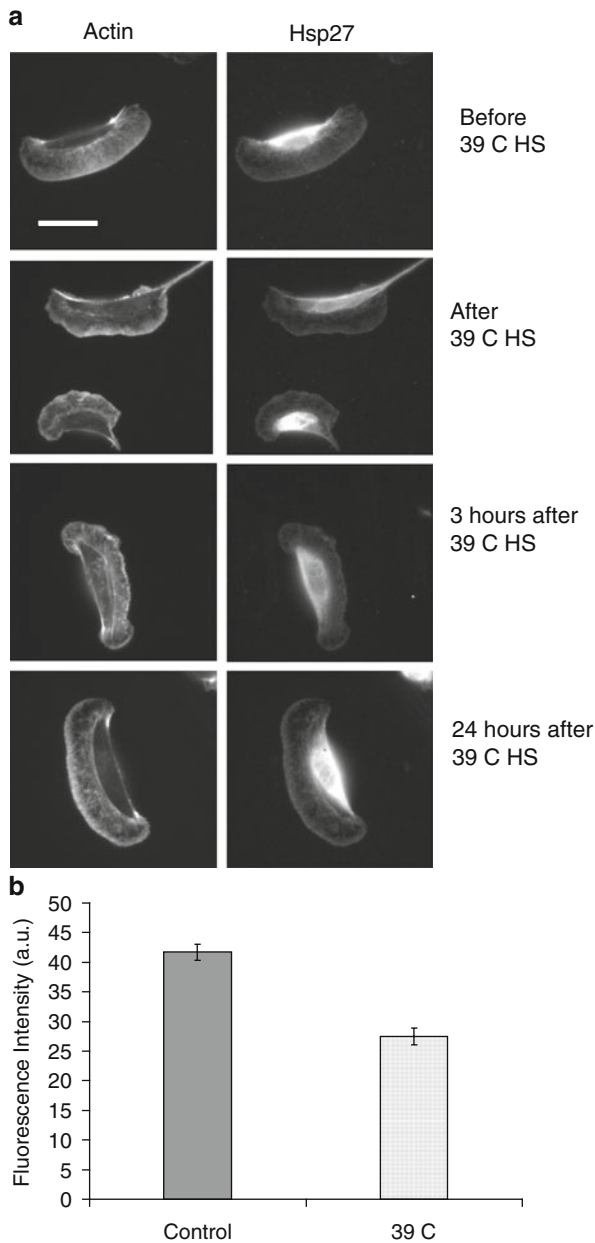 a
Actin Hsp27
Before
39 C HS
After
39 C HS
3 hours after
39 C HS
24 hours after
39 C HS
b
Fluorescence Intensity (a.u.)
50
45
40
35
30
25
20
15
10
5
0
Control 39 C